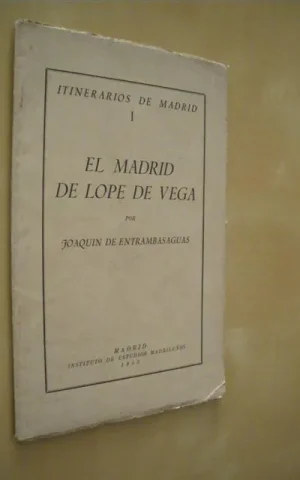 ITINERARIOS DE MADRID
I
EL MADRID
DE LOPE DE VEGA
POR
JOAQUIN DE ENTRAMBASAGUAS
MADRID
INSTITUTO DE ESTUDIOS MADRILEÑOS